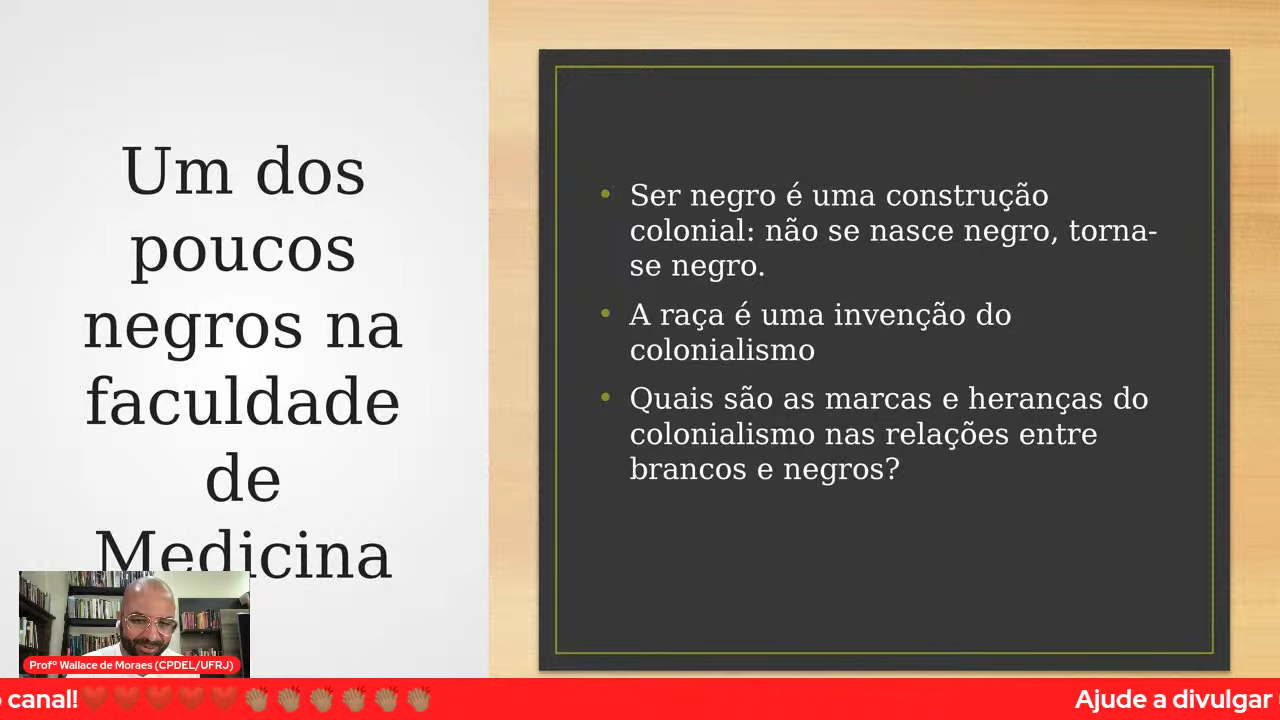 Um dos
poucos
negros na
faculdade
de
Medicina
Ser negro é uma construção
colonial: não se nasce negro, torna-
se negro.
A raça é uma invenção do
colonialismo
Quais são as marcas e heranças do
colonialismo nas relações entre
brancos e negros?
Profº Wallace de Moraes (CPDEL/UFRJ)
canal!
Ajude a divulgar